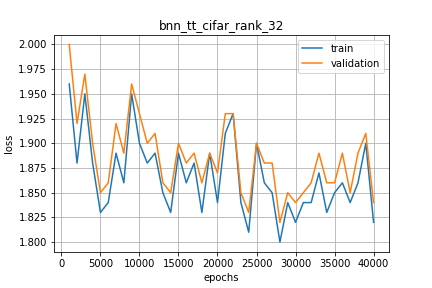 bnn_tt_cifar_rank_32
train
validation
loss
2.000
1.975
1.950
1.925
1.900
1.875
1.850
1.825
1.800
0 5000 10000 15000 20000 25000 30000 35000 40000
epochs